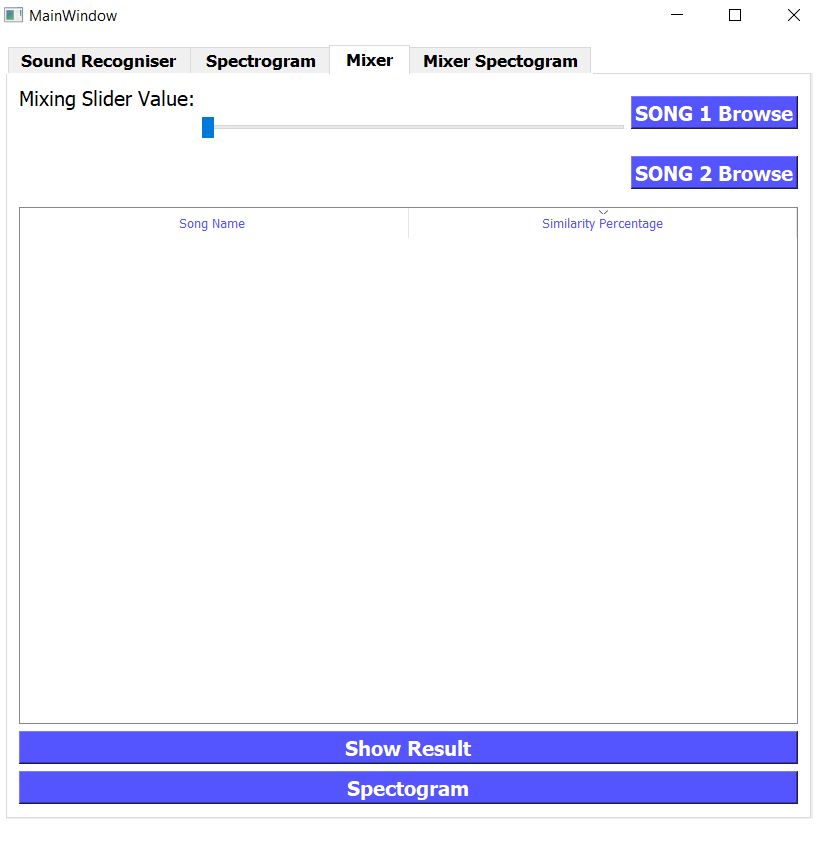 MainWindow
Sound Recogniser Spectrogram Mixer Mixer Spectogram
Mixing Slider Value:
SONG 1 Browse
SONG 2 Browse
Song Name Similarity Percentage
Show Result
Spectogram